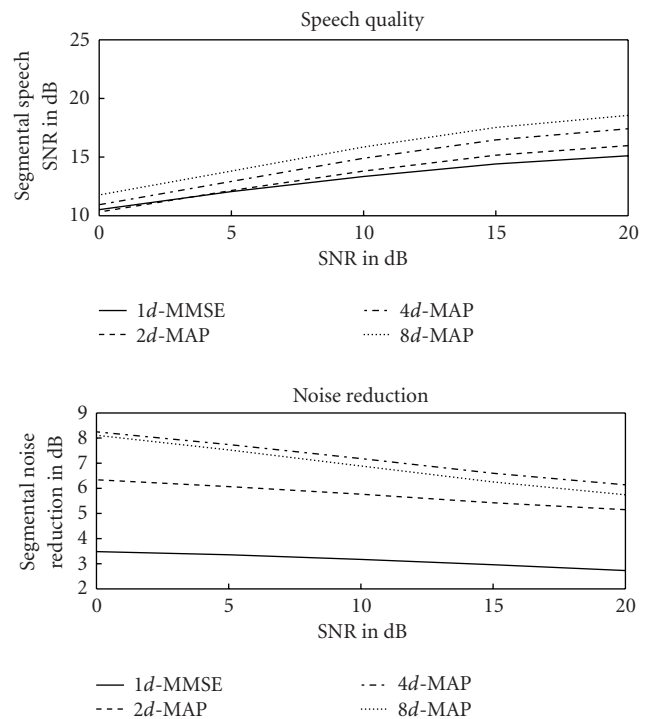 Speech quality
Segmental speech
SNR in dB
25
20
15
10
0 5 10 15 20
SNR in dB
1d-MMSE
2d-MAP
4d-MAP
8d-MAP
Noise reduction
Segmental noise
reduction in dB
9
8
7
6
5
4
3
2
0 5 10 15 20
SNR in dB
1d-MMSE
2d-MAP
4d-MAP
8d-MAP